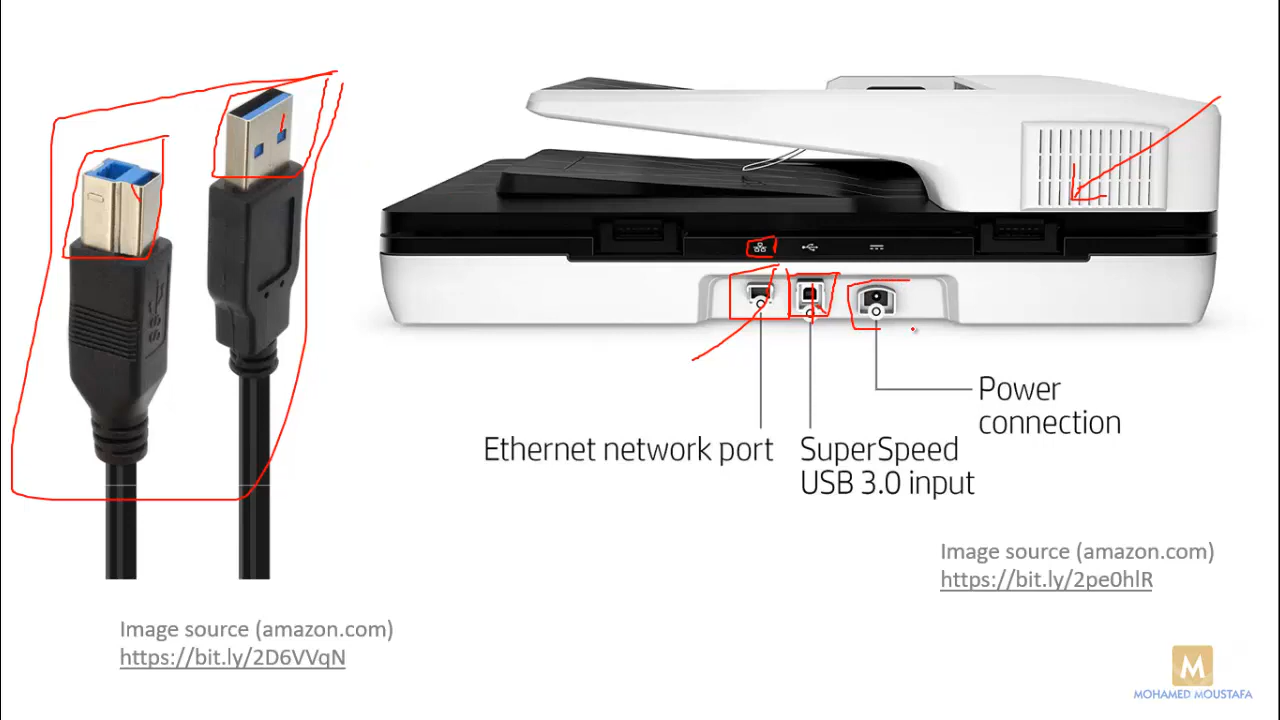 Power
connection
Ethernet network port
SuperSpeed
USB 3.0 input
Image source (amazon.com)
https://bit.ly/2pe0hlR
Image source (amazon.com)
https://bit.ly/2D6VVqN
M
MOHAMED MOUSTAFA